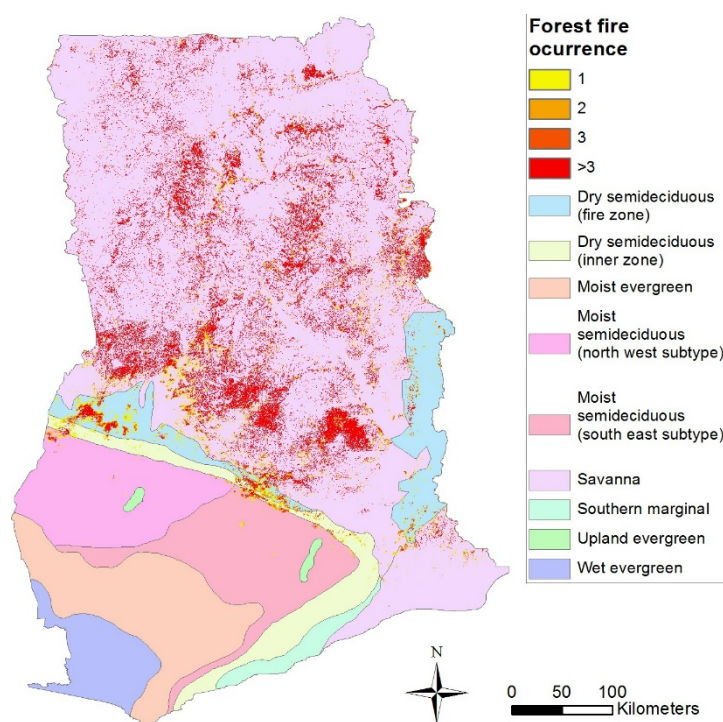 Forest fire
ocurrence
1
2
3
>3
Dry semideciduous
(fire zone)
Dry semideciduous
(inner zone)
Moist evergreen
Moist
semideciduous
(north west subtype)
Moist
semideciduous
(south east subtype)
Savanna
Southern marginal
Upland evergreen
Wet evergreen
N
0 50 100
Kilometers